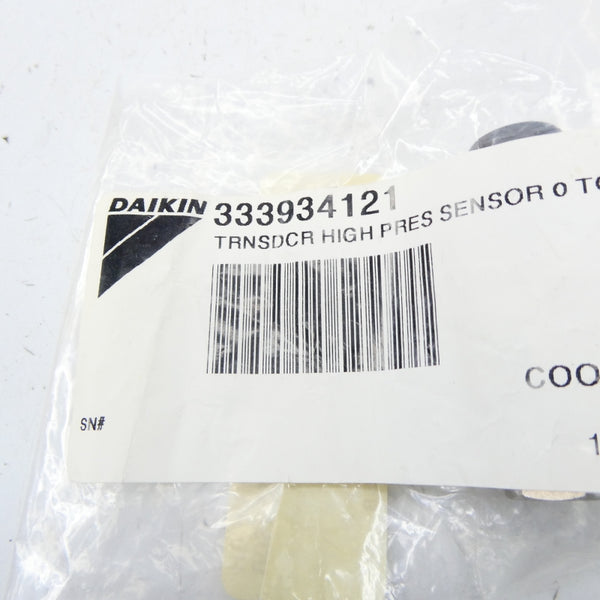 DAIKIN 333934121
TRNSDCR HIGH PRES SENSOR 0 TO
COO
SN#
1